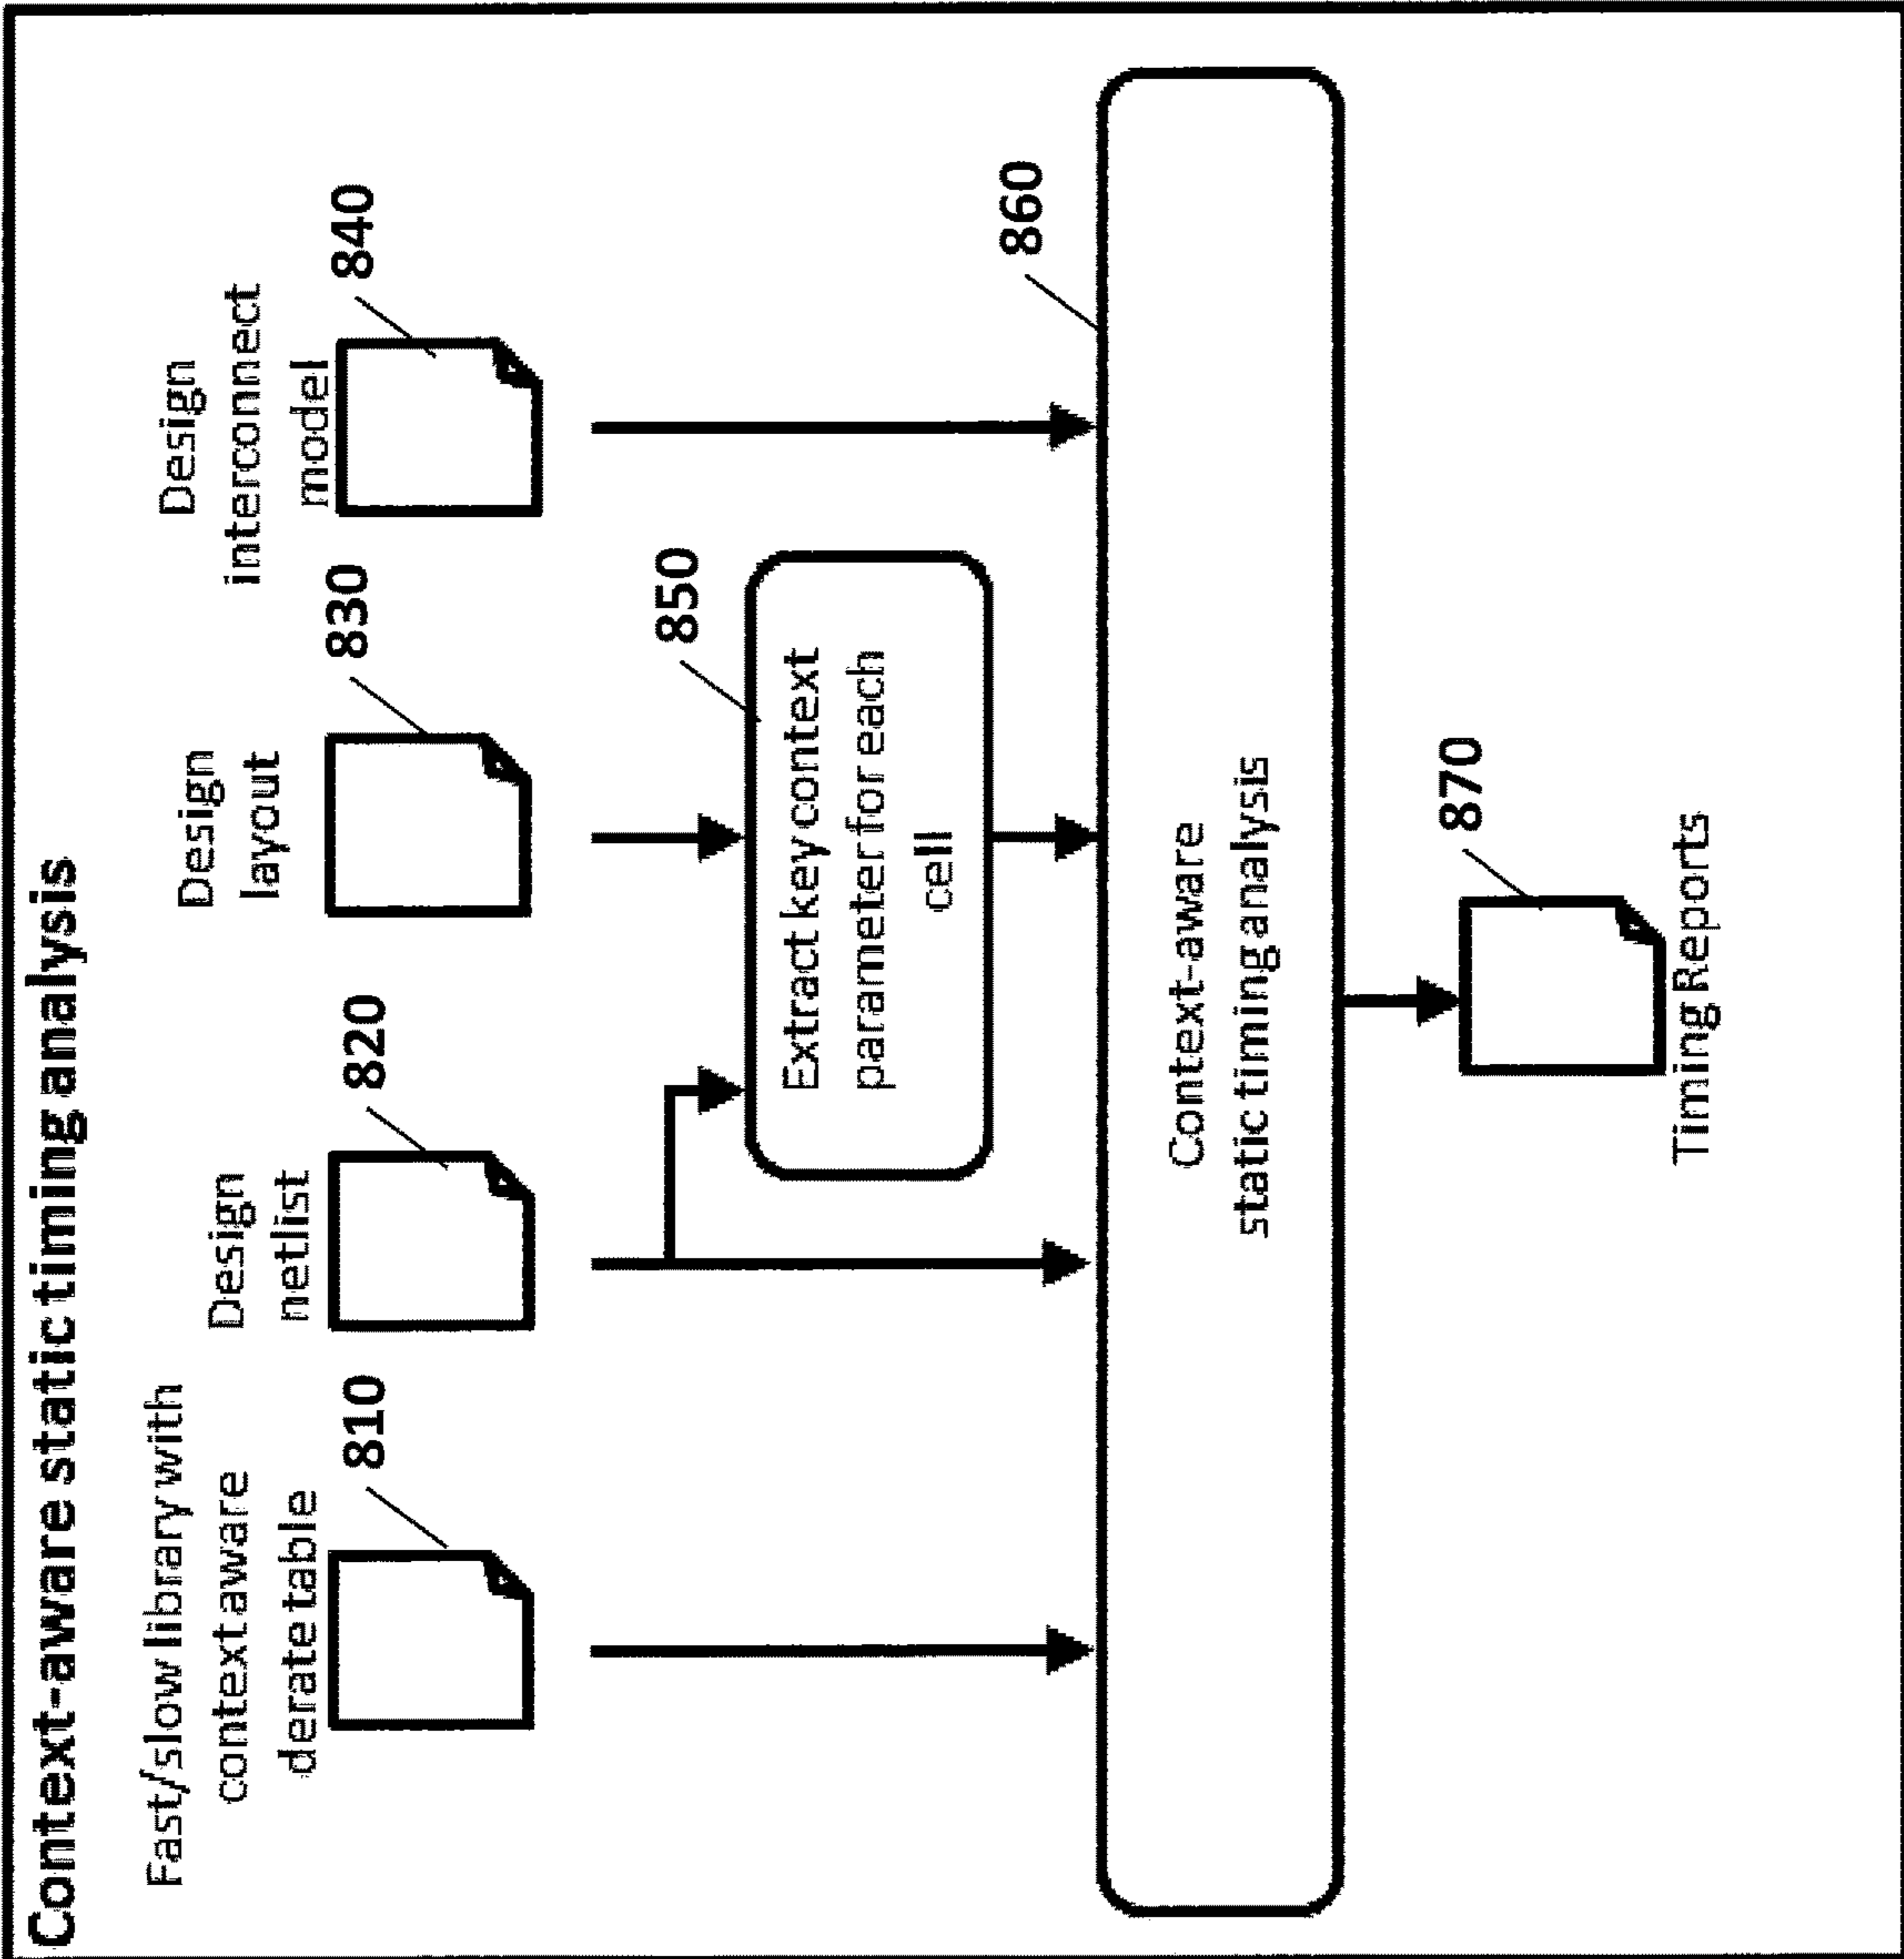 Context-aware static timing analysis
Fast/slow library with
context aware
derate table
810
Design
netlist
820
Design
layout
830
Design
interconnect
model
840
Extract key context
parameter for each
cell
850
Context-aware
static timing analysis
860
870
Timing Reports